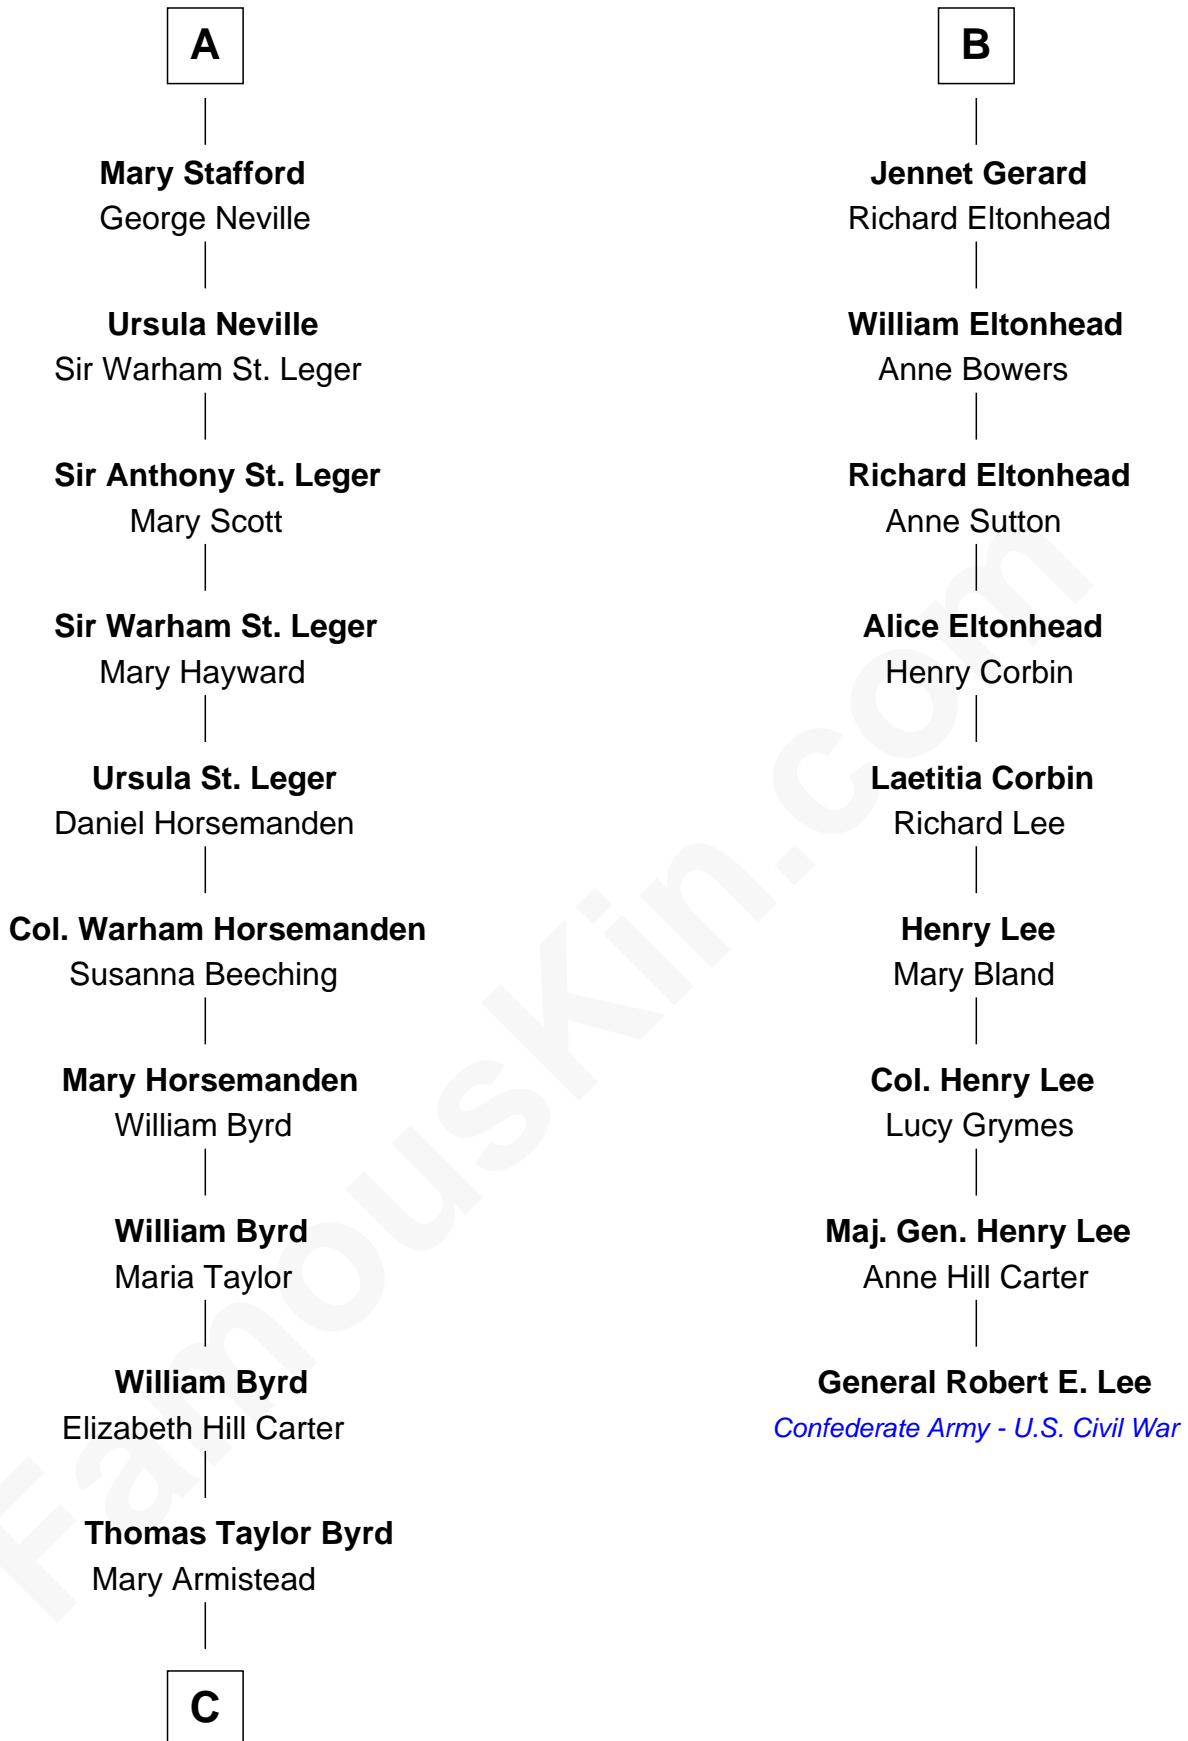 A
Mary Stafford
George Neville
Ursula Neville
Sir Warham St. Leger
Sir Anthony St. Leger
Mary Scott
Sir Warham St. Leger
Mary Hayward
Ursula St. Leger
Daniel Horsemanden
Col. Warham Horsemanden
Susanna Beeching
Mary Horsemanden
William Byrd
William Byrd
Maria Taylor
William Byrd
Elizabeth Hill Carter
Thomas Taylor Byrd
Mary Armistead
C
B
Jennet Gerard
Richard Eltonhead
William Eltonhead
Anne Bowers
Richard Eltonhead
Anne Sutton
Alice Eltonhead
Henry Corbin
Laetitia Corbin
Richard Lee
Henry Lee
Mary Bland
Col. Henry Lee
Lucy Grymes
Maj. Gen. Henry Lee
Anne Hill Carter
General Robert E. Lee
Confederate Army - U.S. Civil War
FamousKin.com